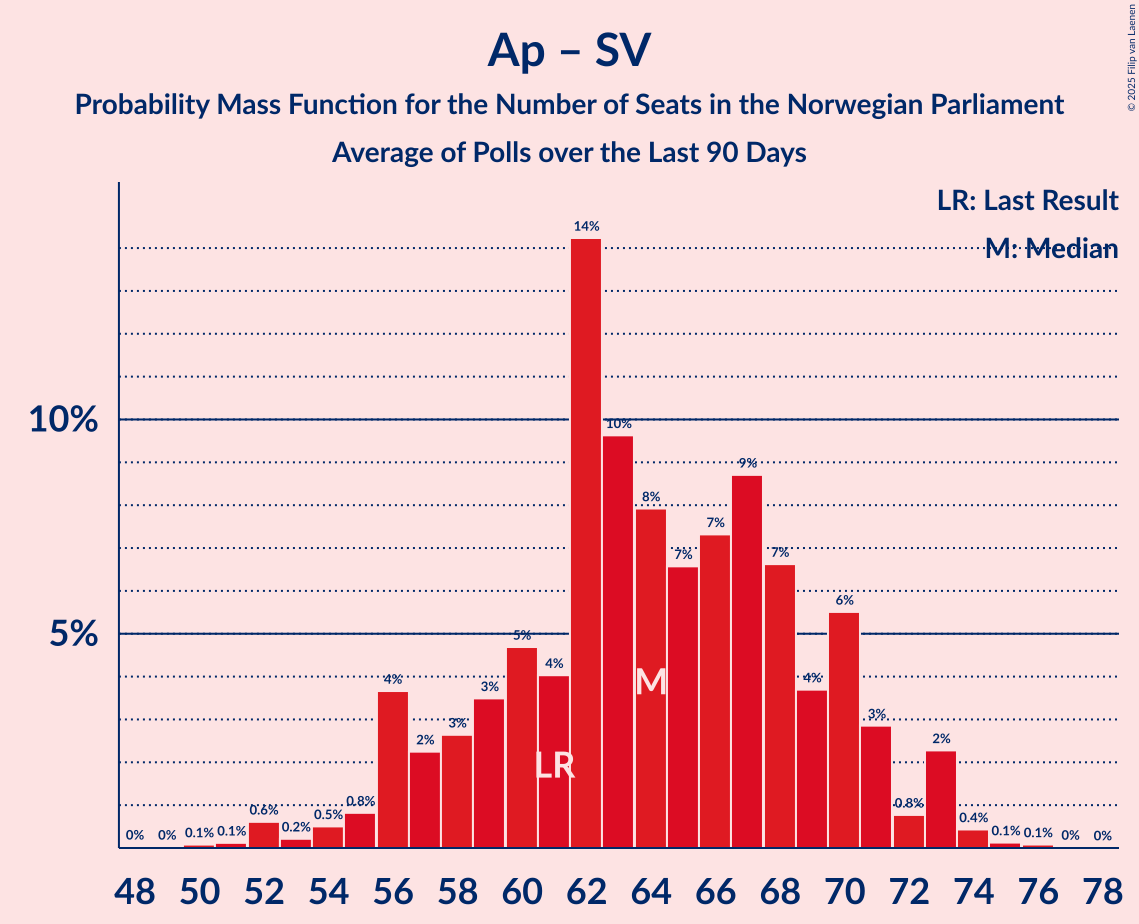 Ap – SV
Probability Mass Function for the Number of Seats in the Norwegian Parliament
Average of Polls over the Last 90 Days
© 2025 Filip van Laenen
LR: Last Result
M: Median
10%
5%
0% 0% 0.1% 0.1% 0.6% 0.2% 0.5% 0.8% 4% 2% 3% 3% 5% 4% 14% 10% 8% 7% 7% 9% 7% 4% 6% 3% 0.8% 2% 0.4% 0.1% 0.1% 0% 0%
M
LR
48 50 52 54 56 58 60 62 64 66 68 70 72 74 76 78